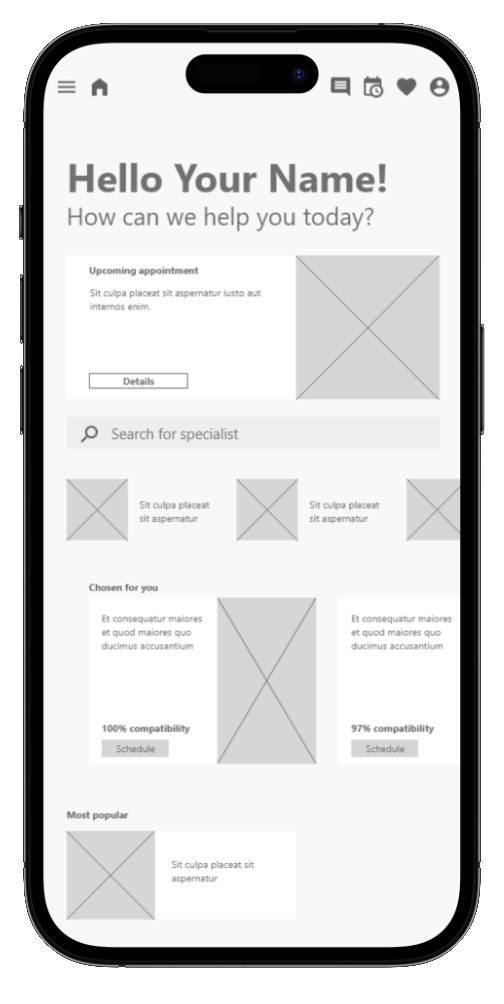 Hello Your Name!
How can we help you today?
Upcoming appointment
Sit culpa placeat sit aspernatur iusto aut
internos enim.
Details
Search for specialist
Sit culpa placeat
sit aspernatur
Sit culpa placeat
sit aspernatur
Chosen for you
Et consequatur maiores
et quod maiores quo
ducimus accusantium
100% compatibility
Schedule
Et consequatur maiores
et quod maiores quo
ducimus accusantium
97% compatibility
Schedule
Most popular
Sit culpa placeat sit
aspernatur